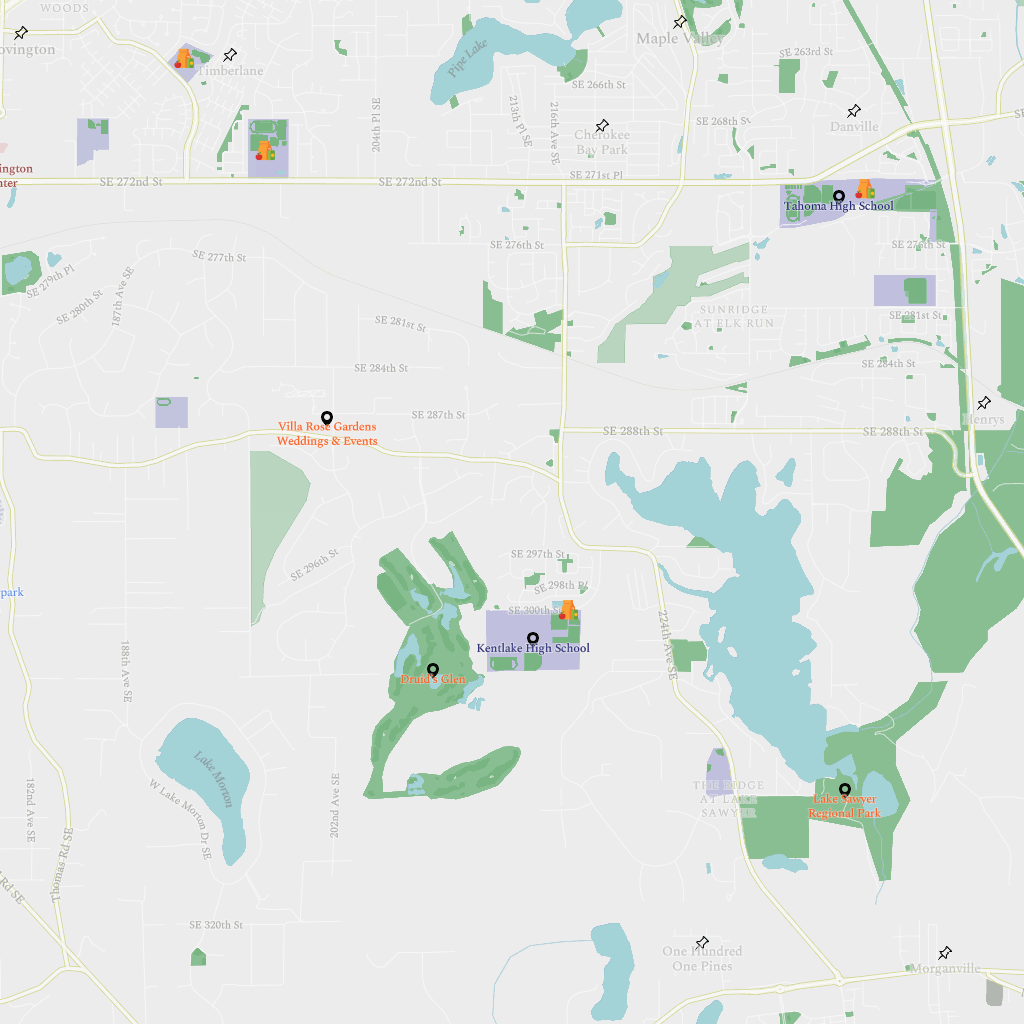 WOODS
Maple Valley
Pipe Lake
SE 263rd St
Timberlane
SE 266th St
204th Pl SE
213th Pl SE
216th Ave SE
SE 268th St
Danville
Cherokee
Bay Park
SE 271st Pl
SE 272nd St
SE 272nd St
Tahoma High School
SE 276th St
SE 276th St
SE 277th St
SE 279th Pl
187th Ave SE
SE 280th St
SUNRIDGE
AT ELK RUN
SE 281st St
SE 281st St
SE 284th St
SE 284th St
SE 287th St
Henrys
Villa Rose Gardens
Weddings & Events
SE 288th St
SE 288th St
SE 296th St
SE 297th St
SE 298th Pl
SE 300th St
Kentlake High School
224th Ave SE
188th Ave SE
Druid's Glen
Lake Morton
W Lake Morton Dr SE
182nd Ave SE
202nd Ave SE
THE RIDGE
AT LAKE
SAWYER
Lake Sawyer
Regional Park
Thomas Rd SE
Rd SE
SE 320th St
One Hundred
One Pines
Morganville